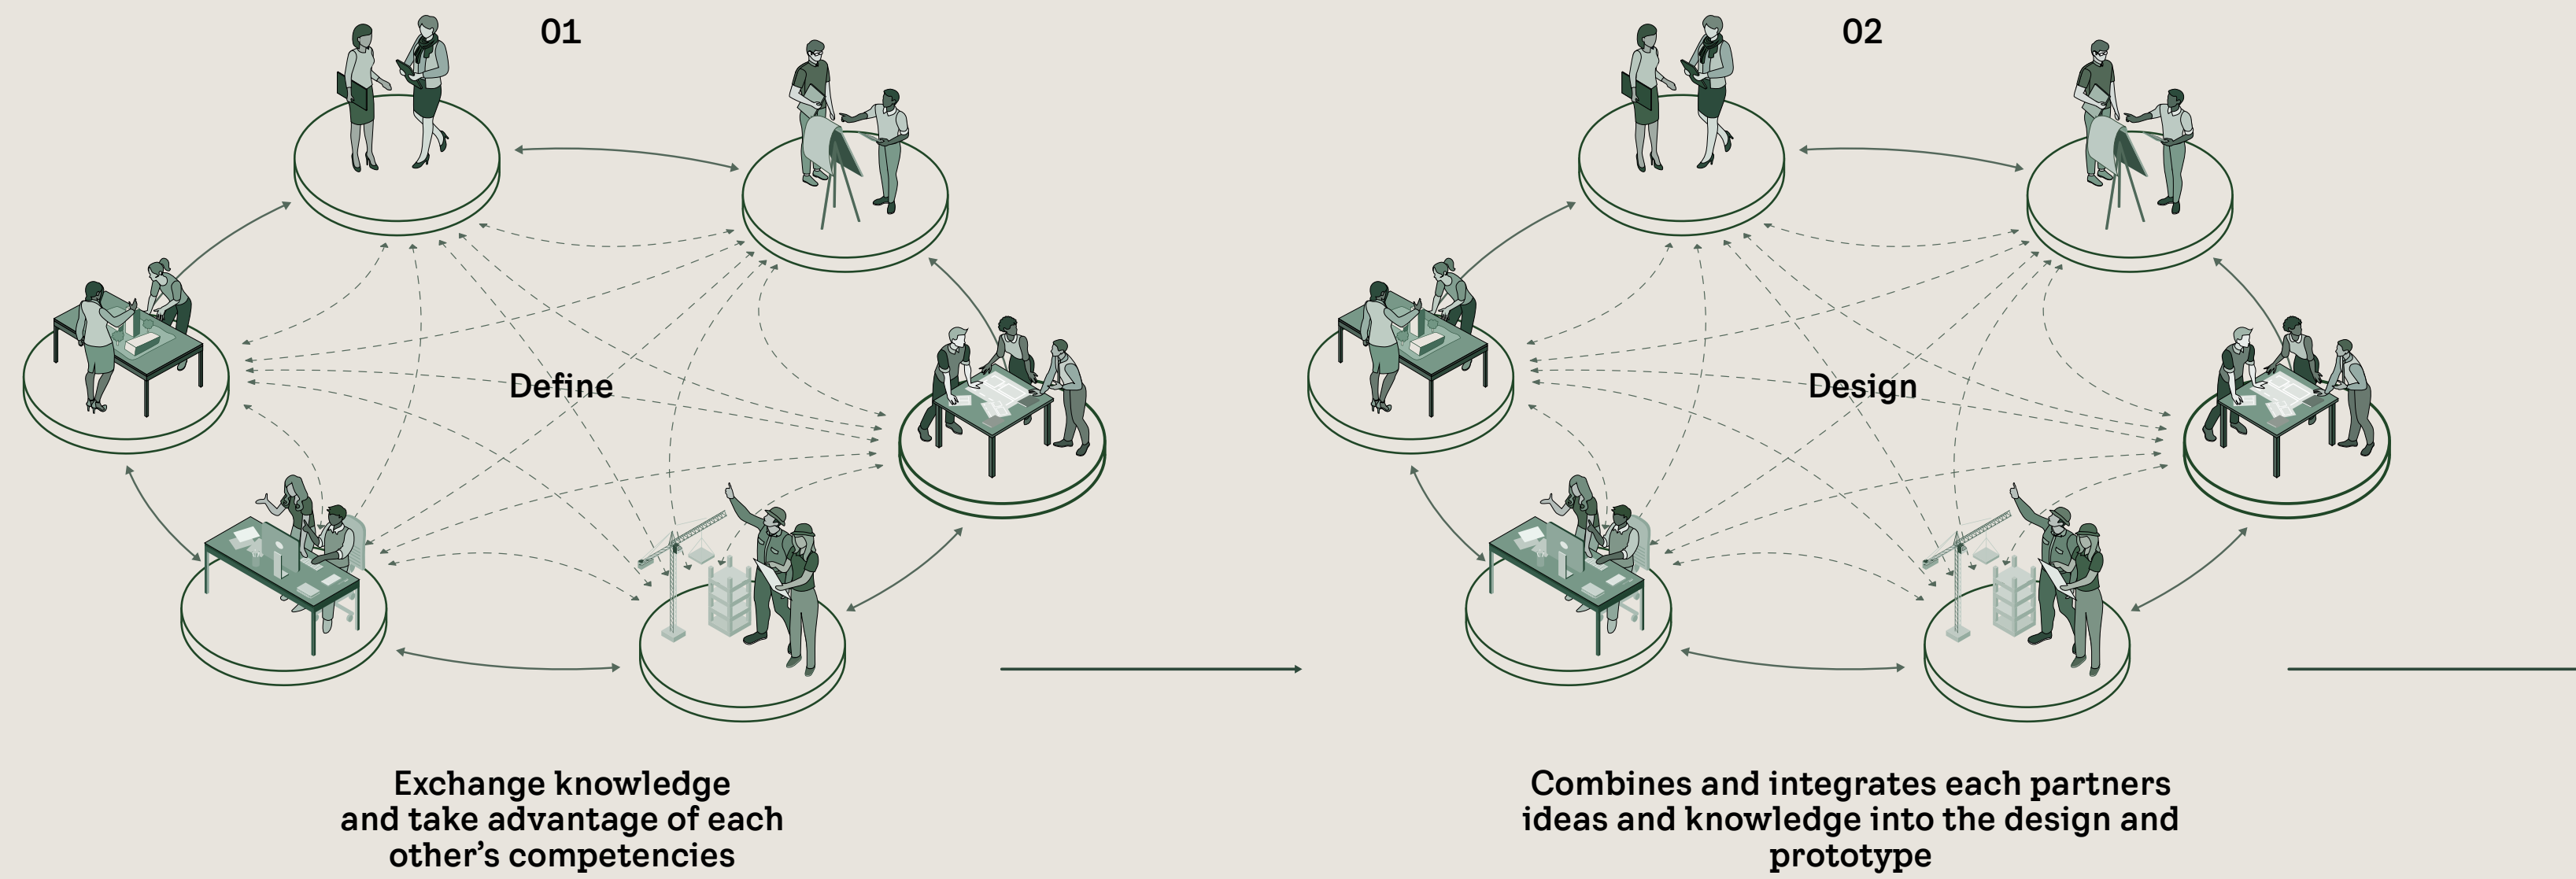 01
Define
Exchange knowledge
and take advantage of each
other's competencies
02
Design
Combines and integrates each partners
ideas and knowledge into the design and
prototype